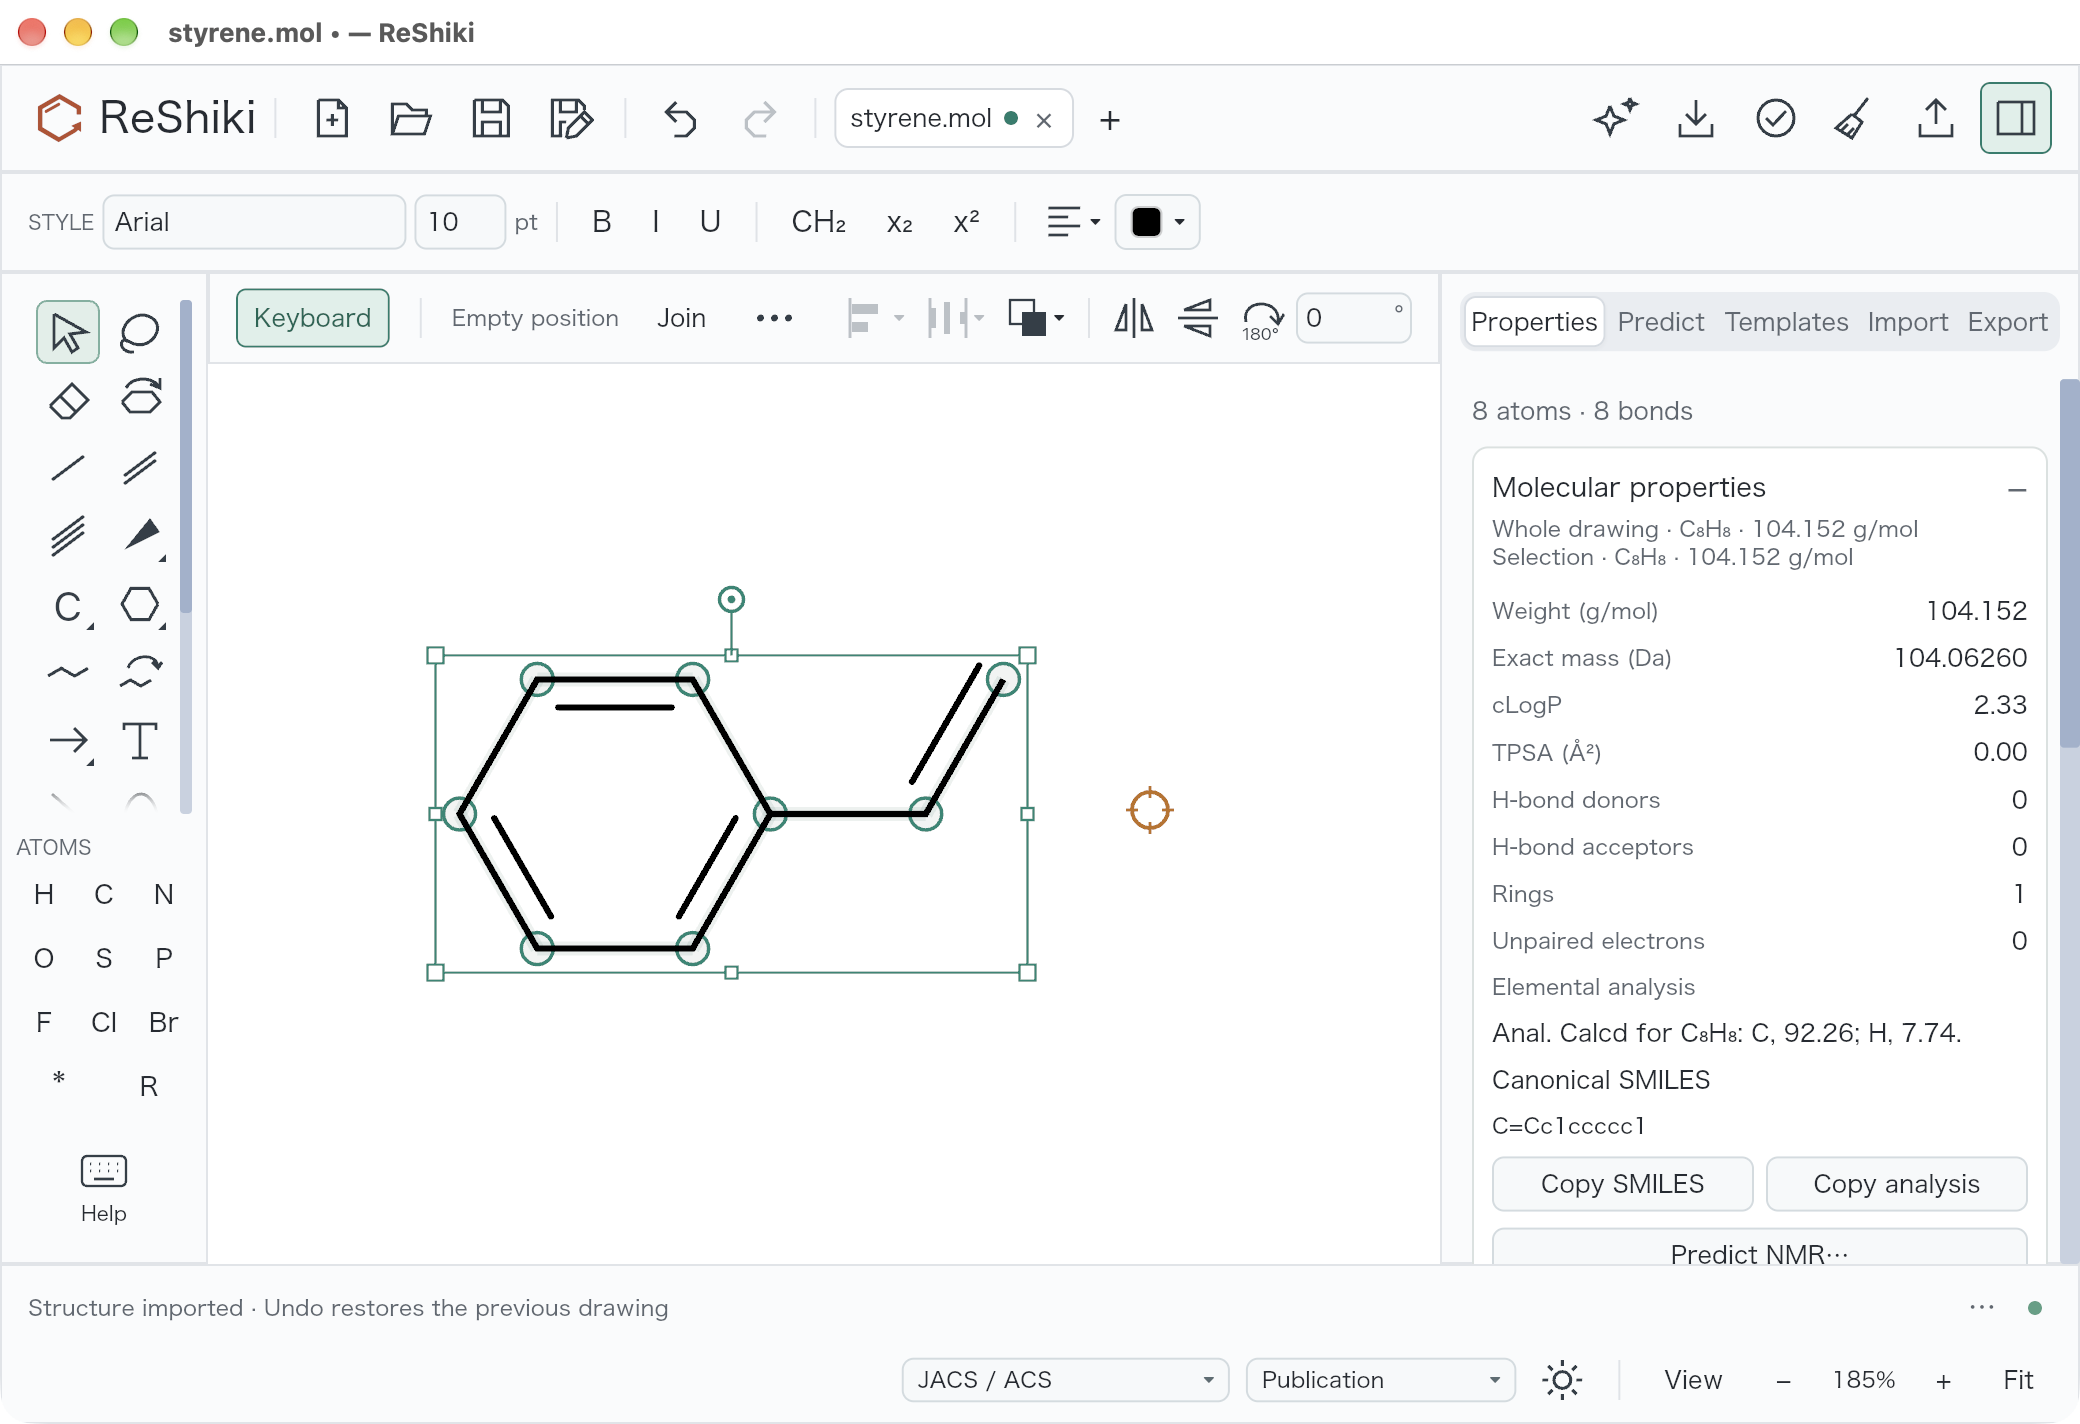 styrene.mol • — ReShiki
ReShiki
styrene.mol ● × +
STYLE Arial 10 pt B I U CH₂ x₂ x²
Keyboard Empty position Join ••• 180° 0 °
Properties Predict Templates Import Export
8 atoms · 8 bonds
Molecular properties –
Whole drawing · C₈H₈ · 104.152 g/mol
Selection · C₈H₈ · 104.152 g/mol
Weight (g/mol) 104.152
Exact mass (Da) 104.06260
cLogP 2.33
TPSA (Å²) 0.00
H-bond donors 0
H-bond acceptors 0
Rings 1
Unpaired electrons 0
Elemental analysis
Anal. Calcd for C₈H₈: C, 92.26; H, 7.74.
Canonical SMILES
C=Cc1ccccc1
Copy SMILES Copy analysis
Predict NMR···
C
T
ATOMS
H C N
O S P
F Cl Br
* R
Help
Structure imported · Undo restores the previous drawing ···
JACS / ACS Publication View – 185% + Fit